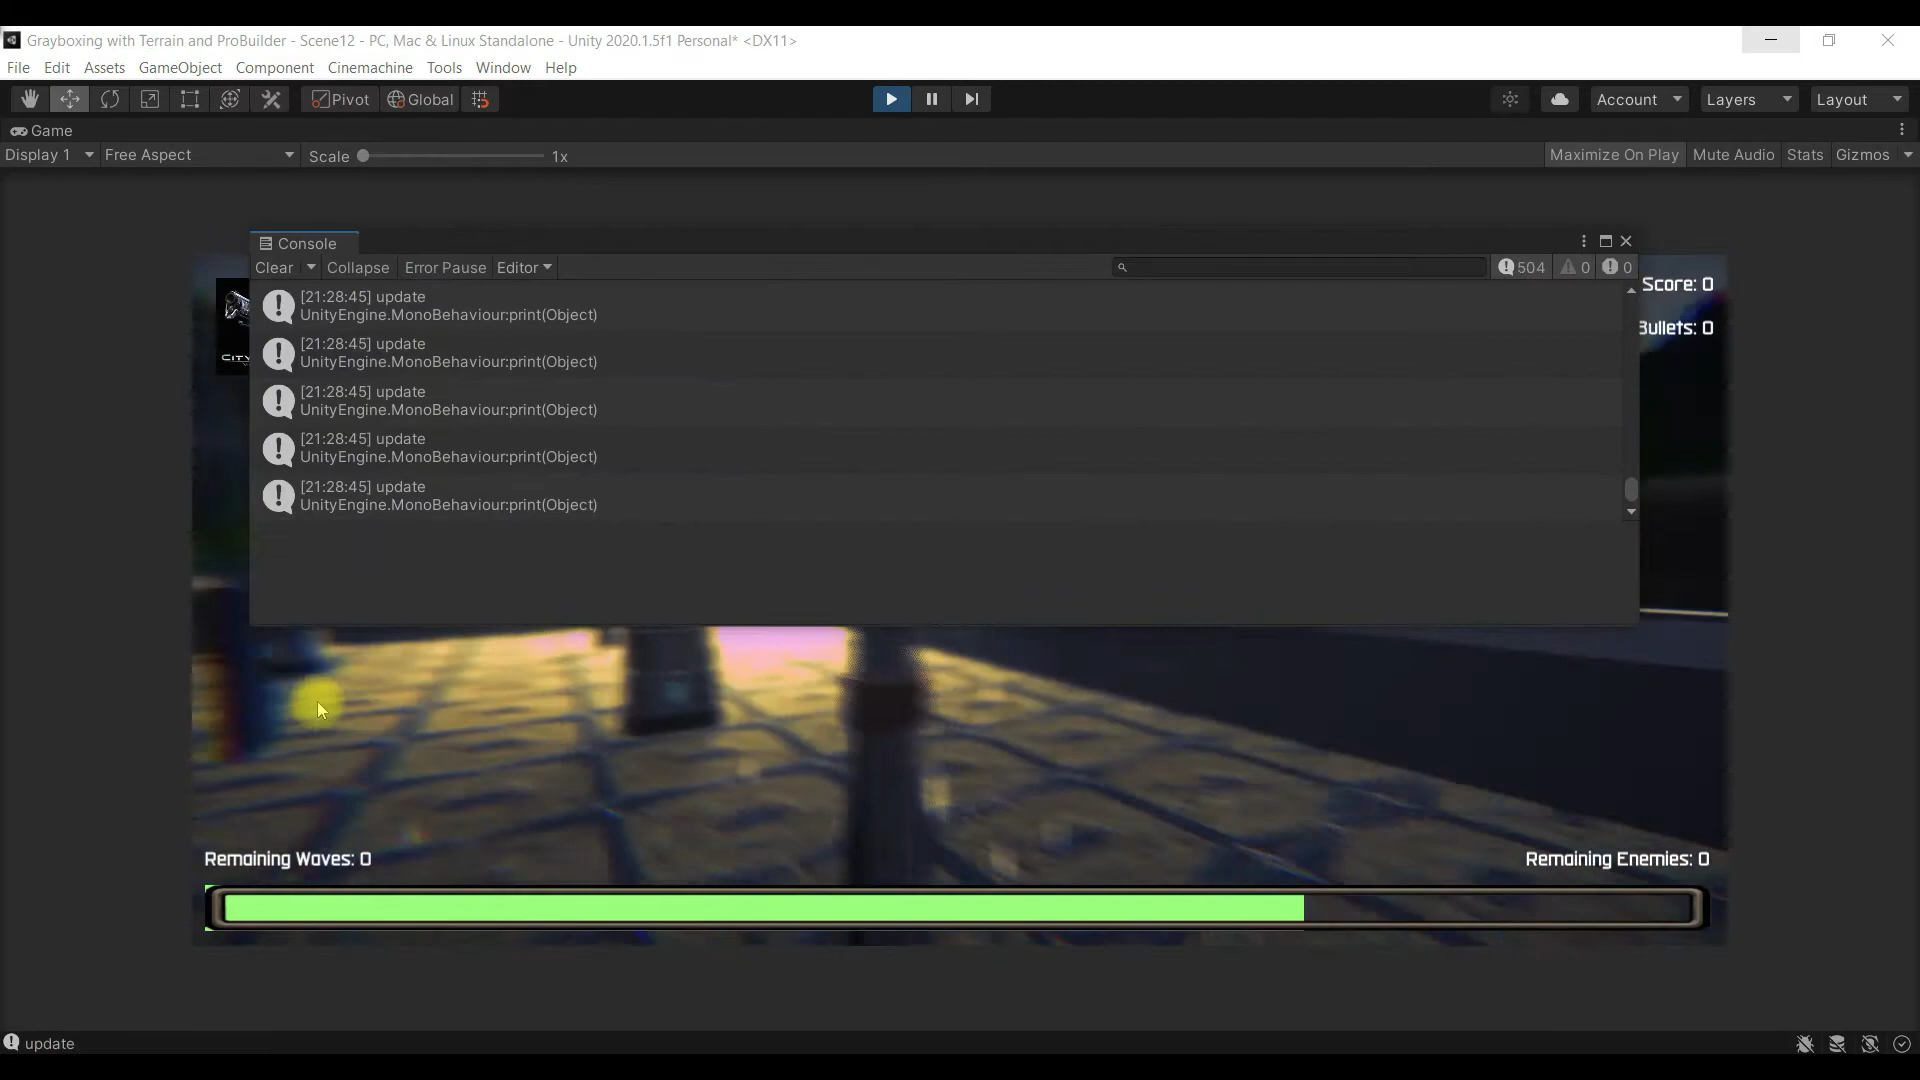 Grayboxing with Terrain and ProBuilder - Scene12 - PC, Mac & Linux Standalone - Unity 2020.1.5f1 Personal* <DX11>
File Edit Assets GameObject Component Cinemachine Tools Window Help
Pivot Global Account Layers Layout
Game
Display 1 Free Aspect Scale 1x Maximize On Play Mute Audio Stats Gizmos
Console
Clear Collapse Error Pause Editor 504 0 0
Score: 0
[21:28:45] update
UnityEngine.MonoBehaviour:print(Object)
Bullets: 0
[21:28:45] update
UnityEngine.MonoBehaviour:print(Object)
[21:28:45] update
UnityEngine.MonoBehaviour:print(Object)
[21:28:45] update
UnityEngine.MonoBehaviour:print(Object)
[21:28:45] update
UnityEngine.MonoBehaviour:print(Object)
Remaining Waves: 0
Remaining Enemies: 0
update